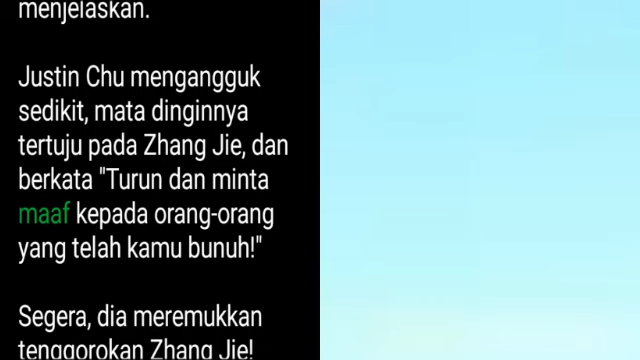 menjelaskan.
Justin Chu mengangguk
sedikit, mata dinginnya
tertuju pada Zhang Jie, dan
berkata "Turun dan minta
maaf kepada orang-orang
yang telah kamu bunuh!"
Segera, dia meremukkan
tenggorokan Zhang Jie!